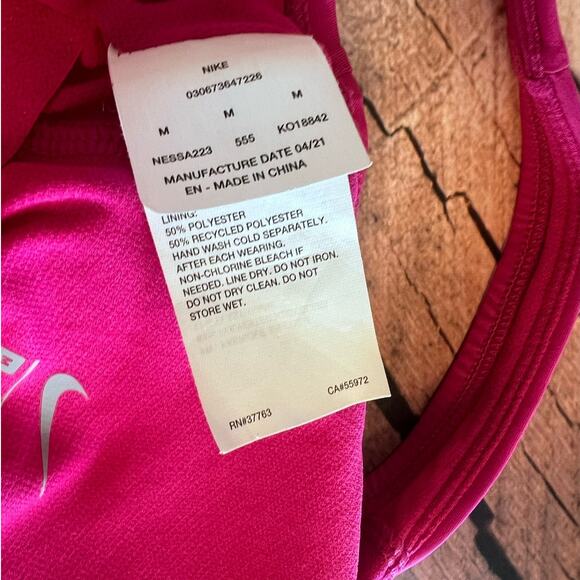 NIKE
030673647226
M M M
NESSA223 555 KO18842
MANUFACTURE DATE 04/21
EN - MADE IN CHINA
LINING:
50% POLYESTER
50% RECYCLED POLYESTER
HAND WASH COLD SEPARATELY.
AFTER EACH WEARING.
NON-CHLORINE BLEACH IF
NEEDED. LINE DRY. DO NOT IRON.
DO NOT DRY CLEAN. DO NOT
STORE WET.
RN#37763 CA#55972